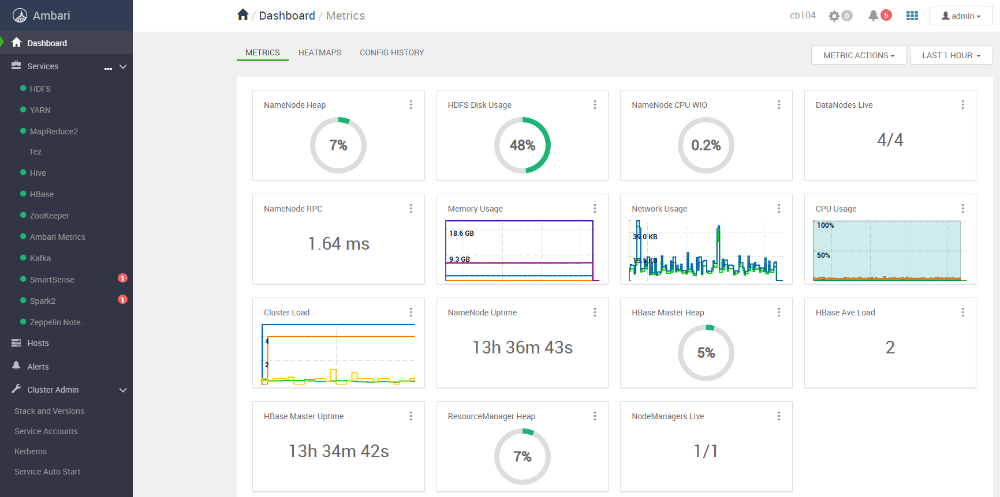 Ambari
Dashboard
Services
...
HDFS
YARN
MapReduce2
Tez
Hive
HBase
ZooKeeper
Ambari Metrics
Kafka
SmartSense
1
Spark2
1
Zeppelin Note...
Hosts
Alerts
Cluster Admin
Stack and Versions
Service Accounts
Kerberos
Service Auto Start
/ Dashboard / Metrics
cb104
0
5
admin
METRICS
HEATMAPS
CONFIG HISTORY
METRIC ACTIONS
LAST 1 HOUR
NameNode Heap
7%
HDFS Disk Usage
48%
NameNode CPU WIO
0.2%
DataNodes Live
4/4
NameNode RPC
1.64 ms
Memory Usage
18.6 GB
9.3 GB
Network Usage
39.0 KB
19.5 KB
CPU Usage
100%
50%
Cluster Load
4
2
NameNode Uptime
13h 36m 43s
HBase Master Heap
5%
HBase Ave Load
2
HBase Master Uptime
13h 34m 42s
ResourceManager Heap
7%
NodeManagers Live
1/1